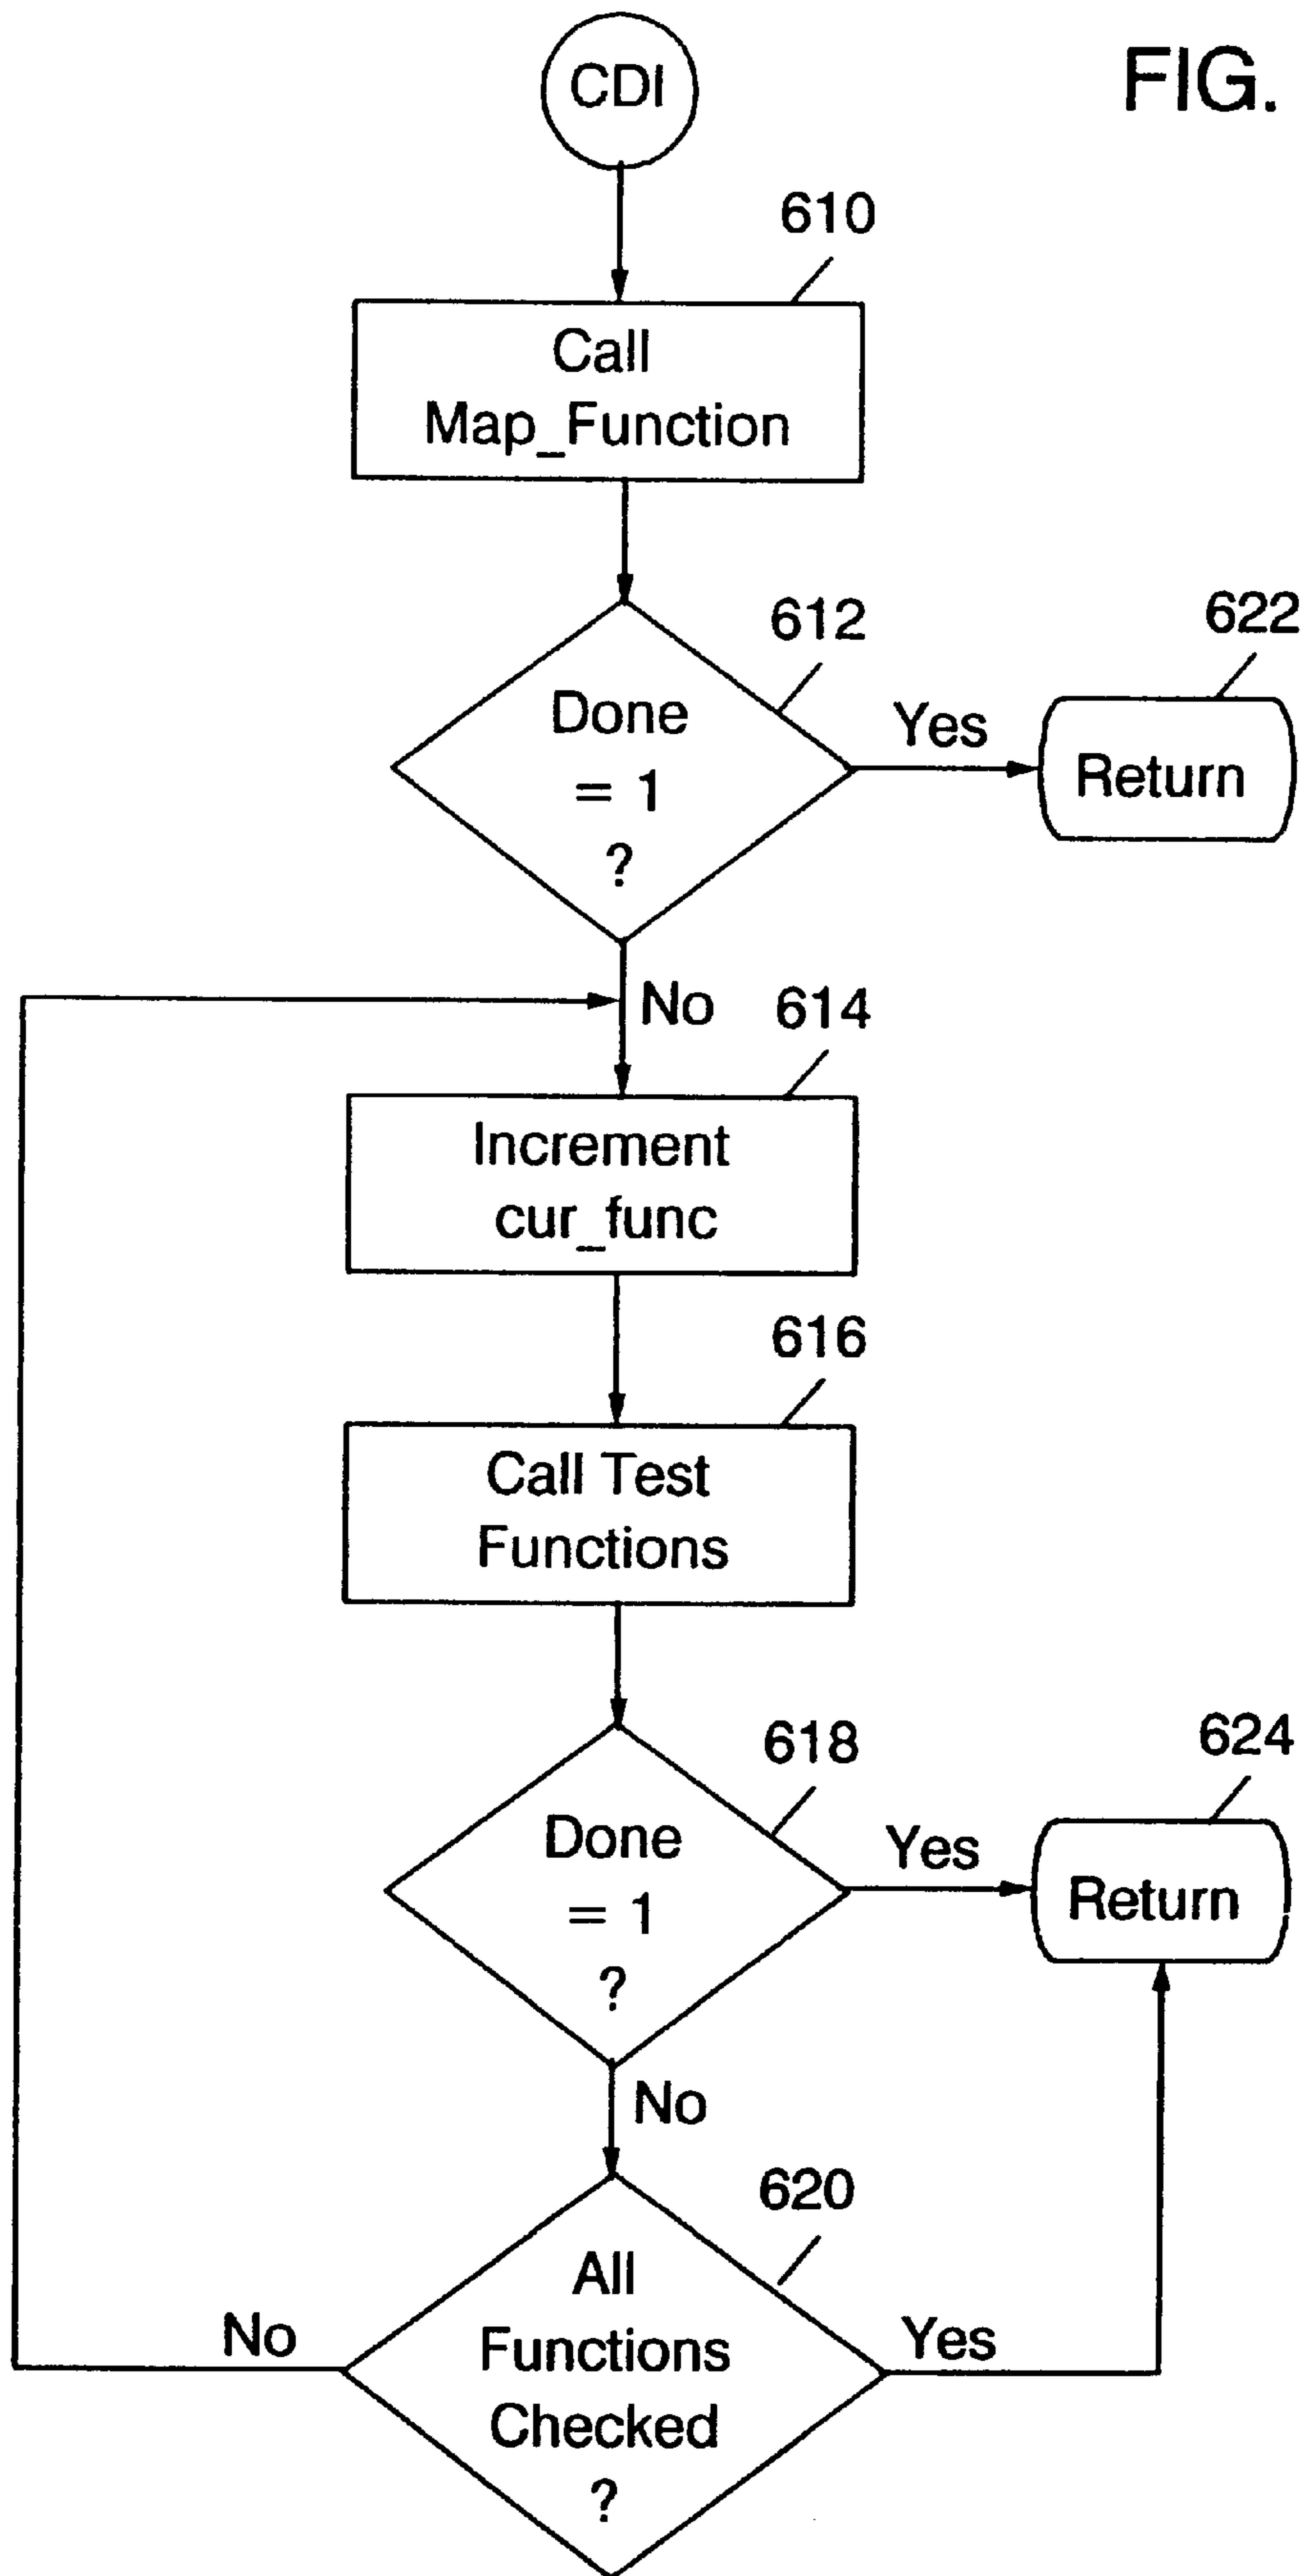 CDI
FIG.
610
Call
Map_Function
612
Done
= 1
?
Yes
622
Return
No
614
Increment
cur_func
616
Call Test
Functions
618
Done
= 1
?
Yes
624
Return
No
620
All
Functions
Checked
?
No
Yes